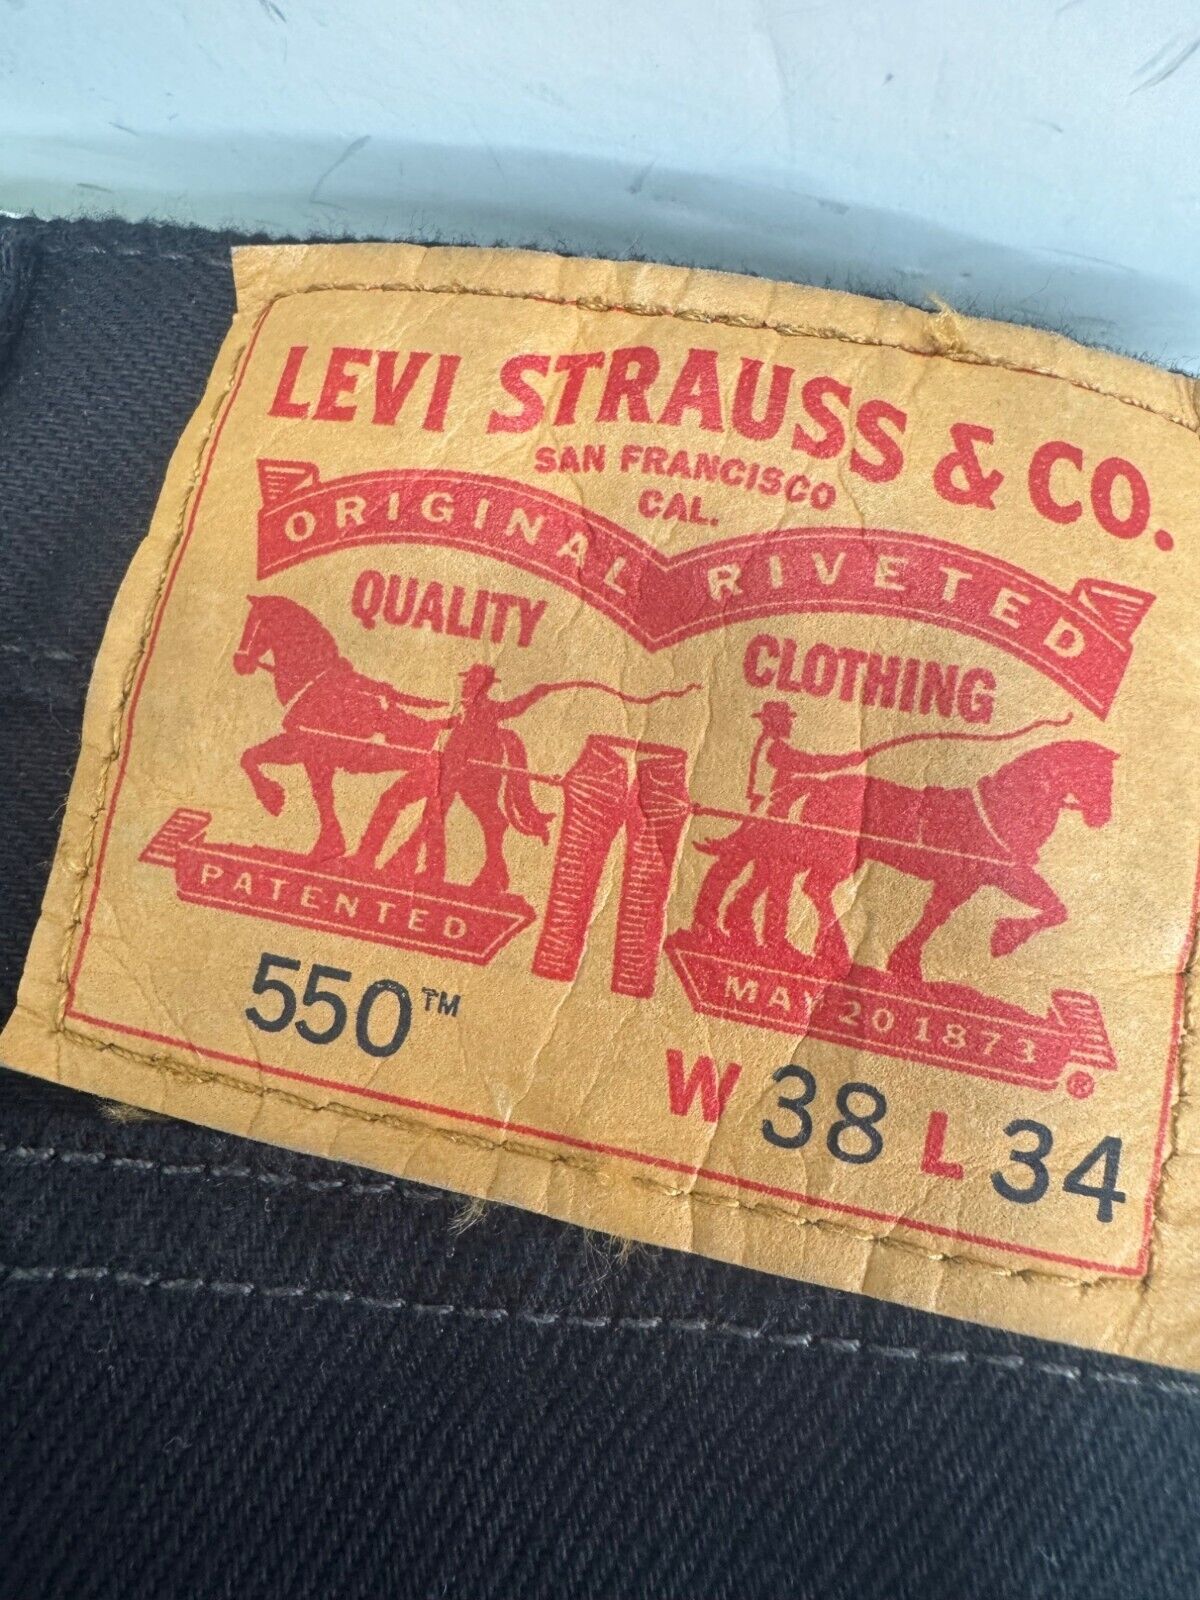 LEVI STRAUSS & CO.
SAN FRANCISCO
CAL.
ORIGINAL RIVETED
QUALITY CLOTHING
PATENTED
MAY 20 1873
®
550™
W 38 L 34